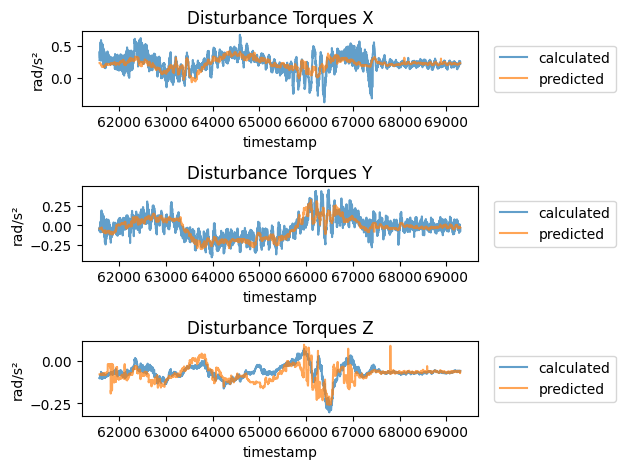 Disturbance Torques X
rad/s²
0.5
0.0
62000 63000 64000 65000 66000 67000 68000 69000
timestamp
calculated
predicted
Disturbance Torques Y
rad/s²
0.25
0.00
−0.25
62000 63000 64000 65000 66000 67000 68000 69000
timestamp
calculated
predicted
Disturbance Torques Z
rad/s²
0.00
−0.25
62000 63000 64000 65000 66000 67000 68000 69000
timestamp
calculated
predicted